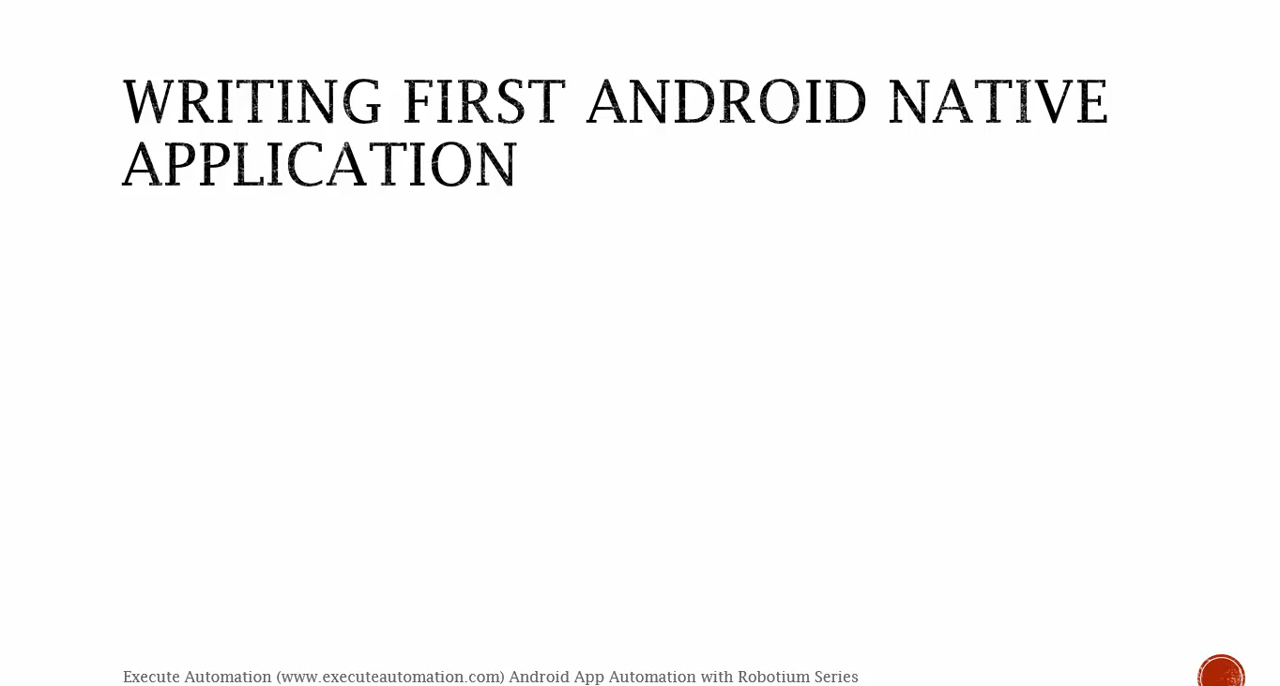 WRITING FIRST ANDROID NATIVE
APPLICATION
Execute Automation (www.executeautomation.com) Android App Automation with Robotium Series